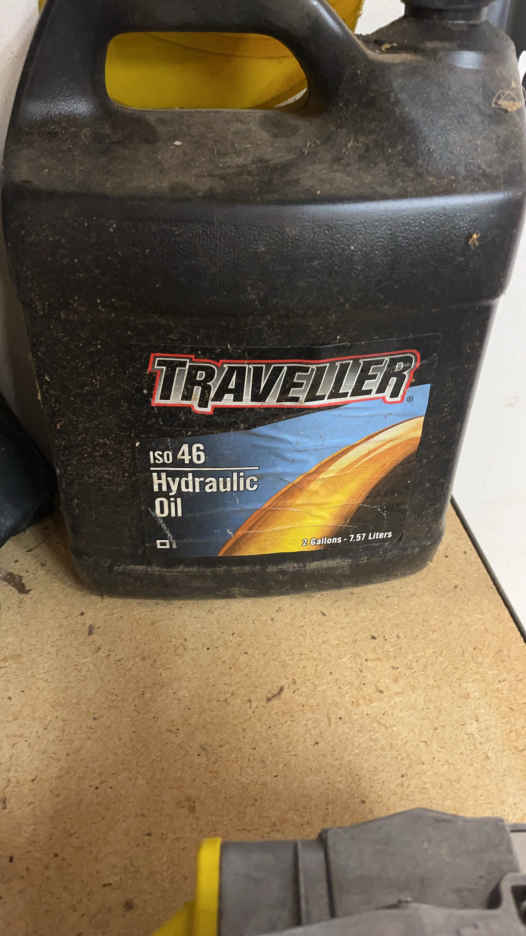 TRAVELLER®
ISO 46
Hydraulic
Oil
2 Gallons - 7.57 Liters